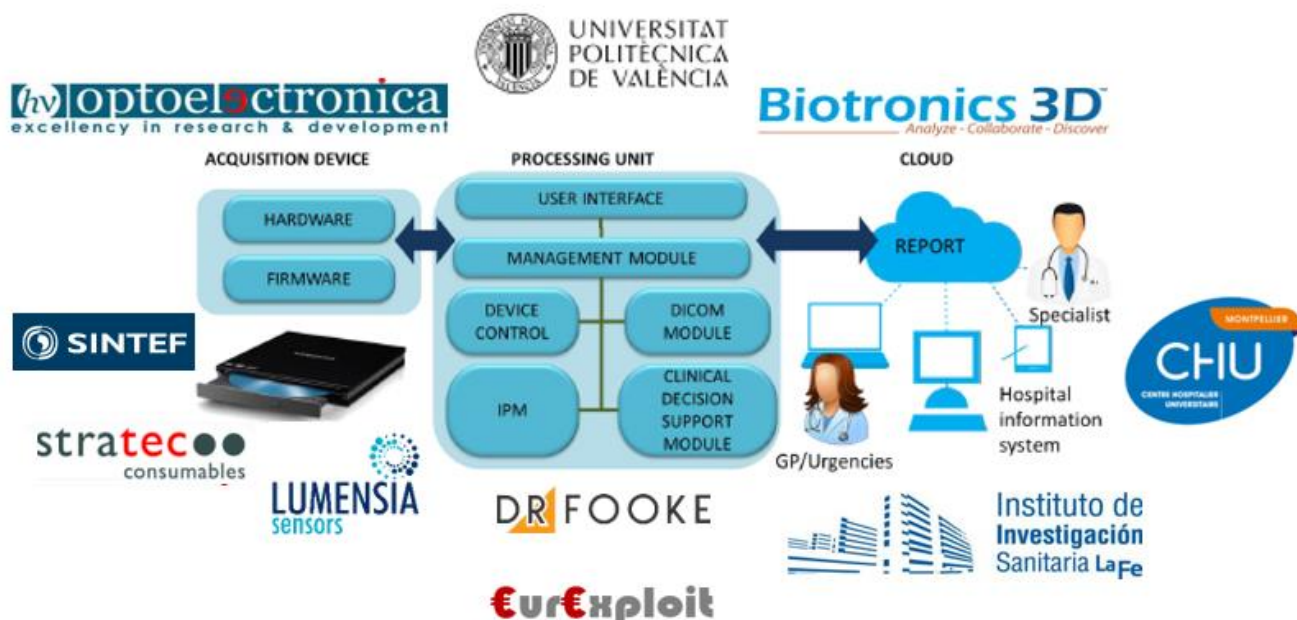 UNIVERSITAT
POLITÈCNICA
DE VALÈNCIA
(hν) optoelectronica
excellency in research & development
Biotronics 3D™
Analyze - Collaborate - Discover
ACQUISITION DEVICE
PROCESSING UNIT
CLOUD
USER INTERFACE
HARDWARE
FIRMWARE
MANAGEMENT MODULE
REPORT
DEVICE
CONTROL
DICOM
MODULE
Specialist
SINTEF
MONTPELLIER
CHU
CENTRE HOSPITALIER
UNIVERSITAIRE
IPM
CLINICAL
DECISION
SUPPORT
MODULE
Hospital
information
system
GP/Urgencies
stratec
consumables
LUMENSIA
sensors
DR FOOKE
Instituto de
Investigación
Sanitaria La Fe
€ur€xploit